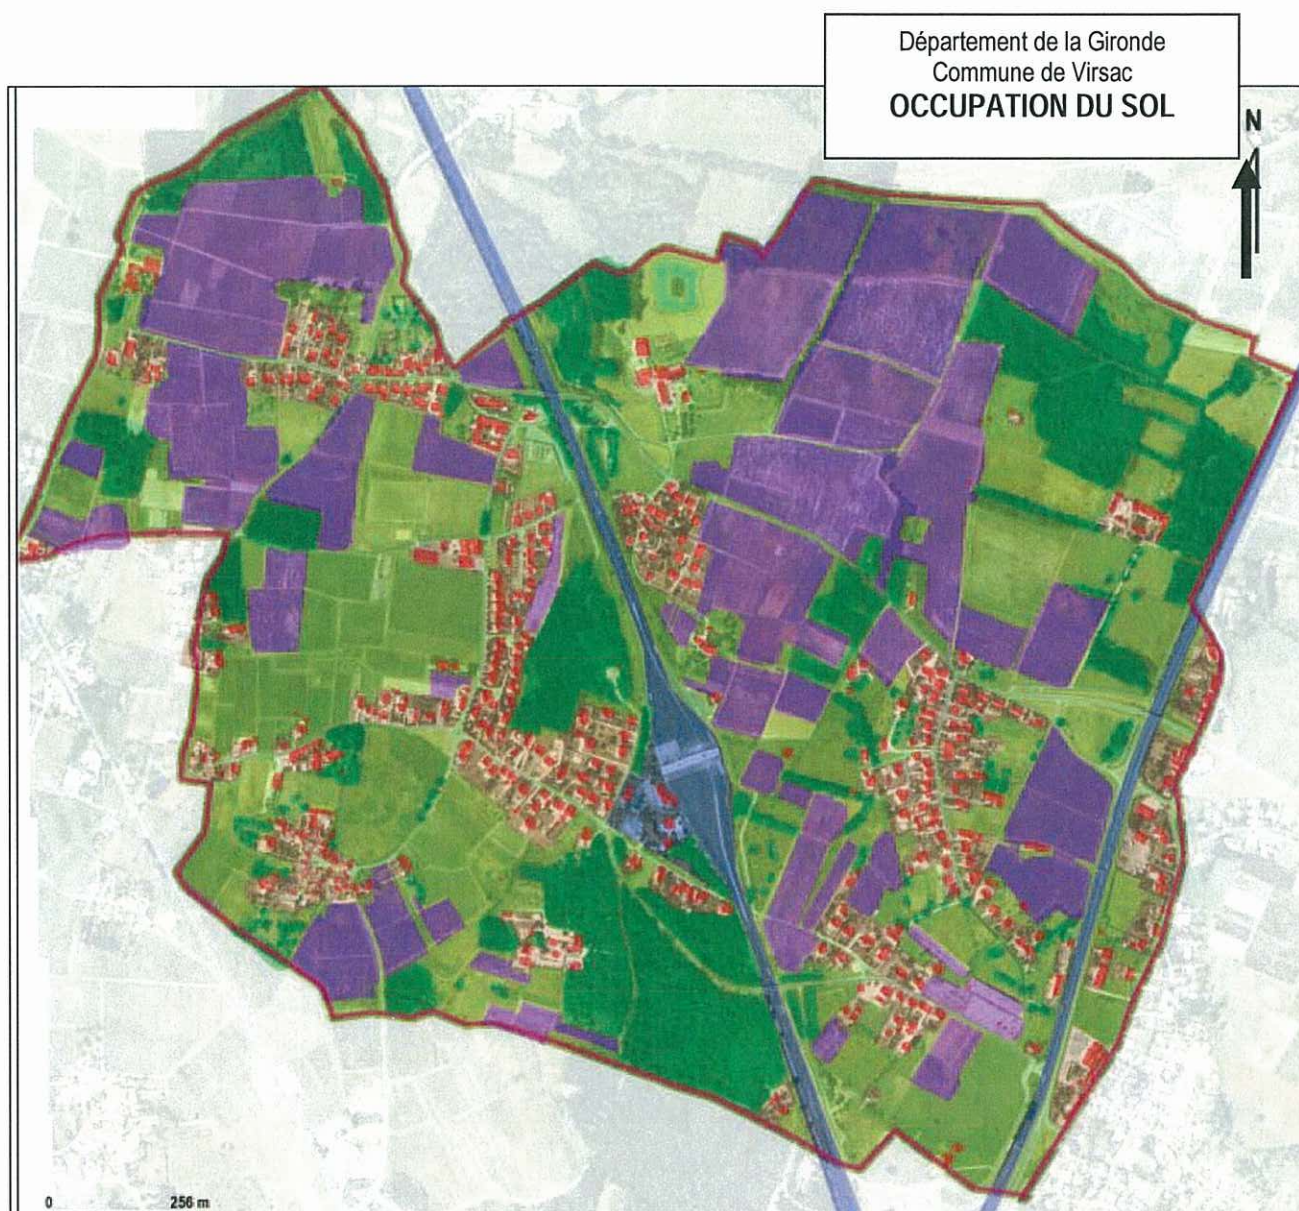 Département de la Gironde
Commune de Virsac
OCCUPATION DU SOL
N
0 256 m